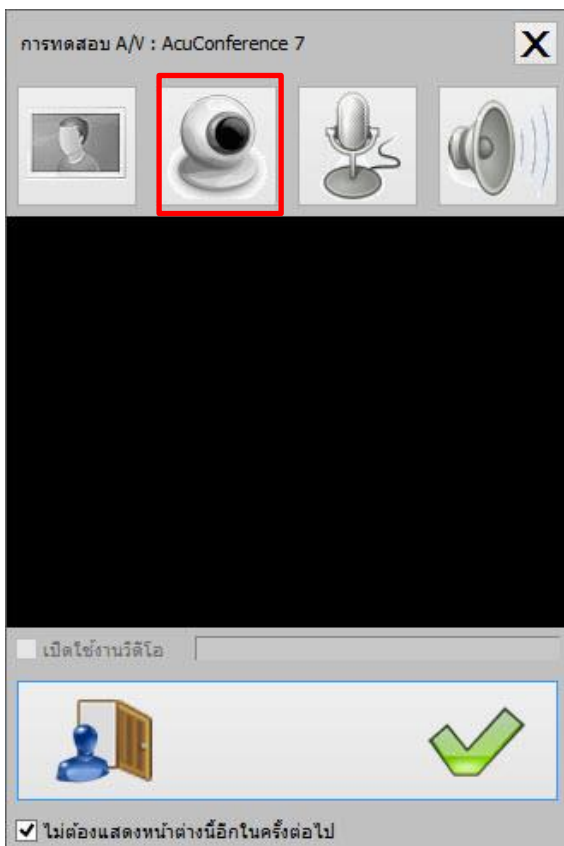 การทดสอบ A/V : AcuConference 7
X
เปิดใช้งานวีดีโอ
ไม่ต้องแสดงหน้าต่างนี้อีกในครั้งต่อไป